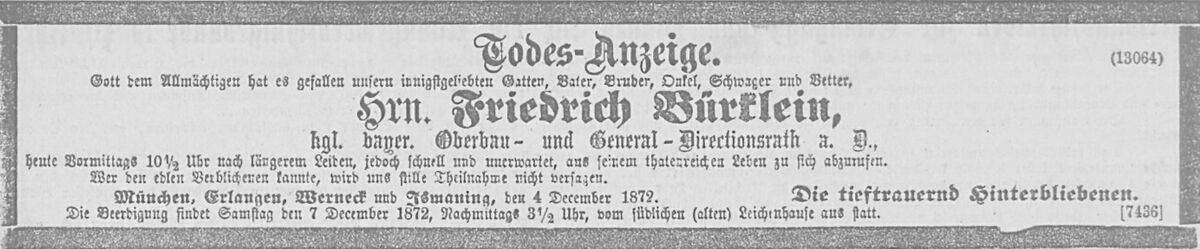 Todes-Anzeige. (13064)
Gott dem Allmächtigen hat es gefallen unsern innigstgeliebten Gatten, Vater, Bruder, Onkel, Schwager und Vetter,
Hrn. Friedrich Bürklein,
kgl. bayer. Oberbau- und General-Directionsrath a. D.,
heute Vormittags 10½ Uhr nach längerem Leiden, jedoch schnell und unerwartet, aus seinem thatenreichen Leben zu sich abzurufen.
Wer den edlen Verblichenen kannte, wird uns stille Theilnahme nicht versagen.
München, Erlangen, Werneck und Ismaning, den 4 December 1872. Die tieftrauernd Hinterbliebenen.
Die Beerdigung findet Samstag den 7 December 1872, Nachmittags 3½ Uhr, vom südlichen (alten) Leichenhause aus statt. [7436]